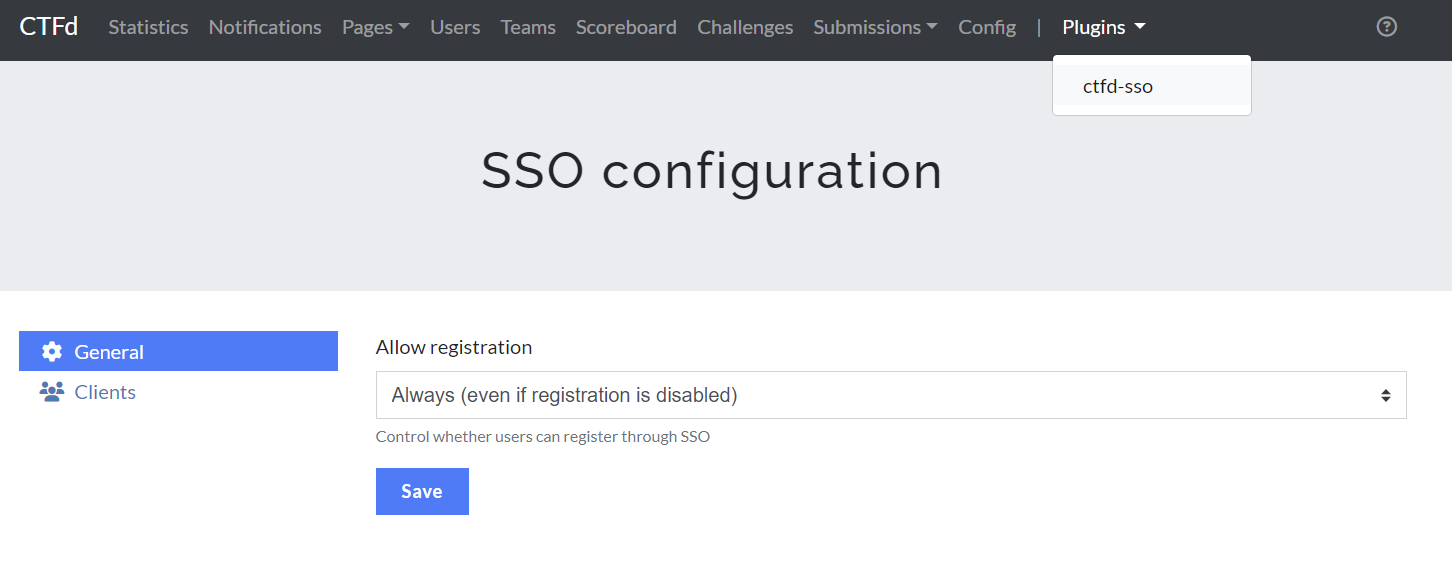 CTFd Statistics Notifications Pages Users Teams Scoreboard Challenges Submissions Config | Plugins
ctfd-sso
SSO configuration
General
Clients
Allow registration
Always (even if registration is disabled)
Control whether users can register through SSO
Save